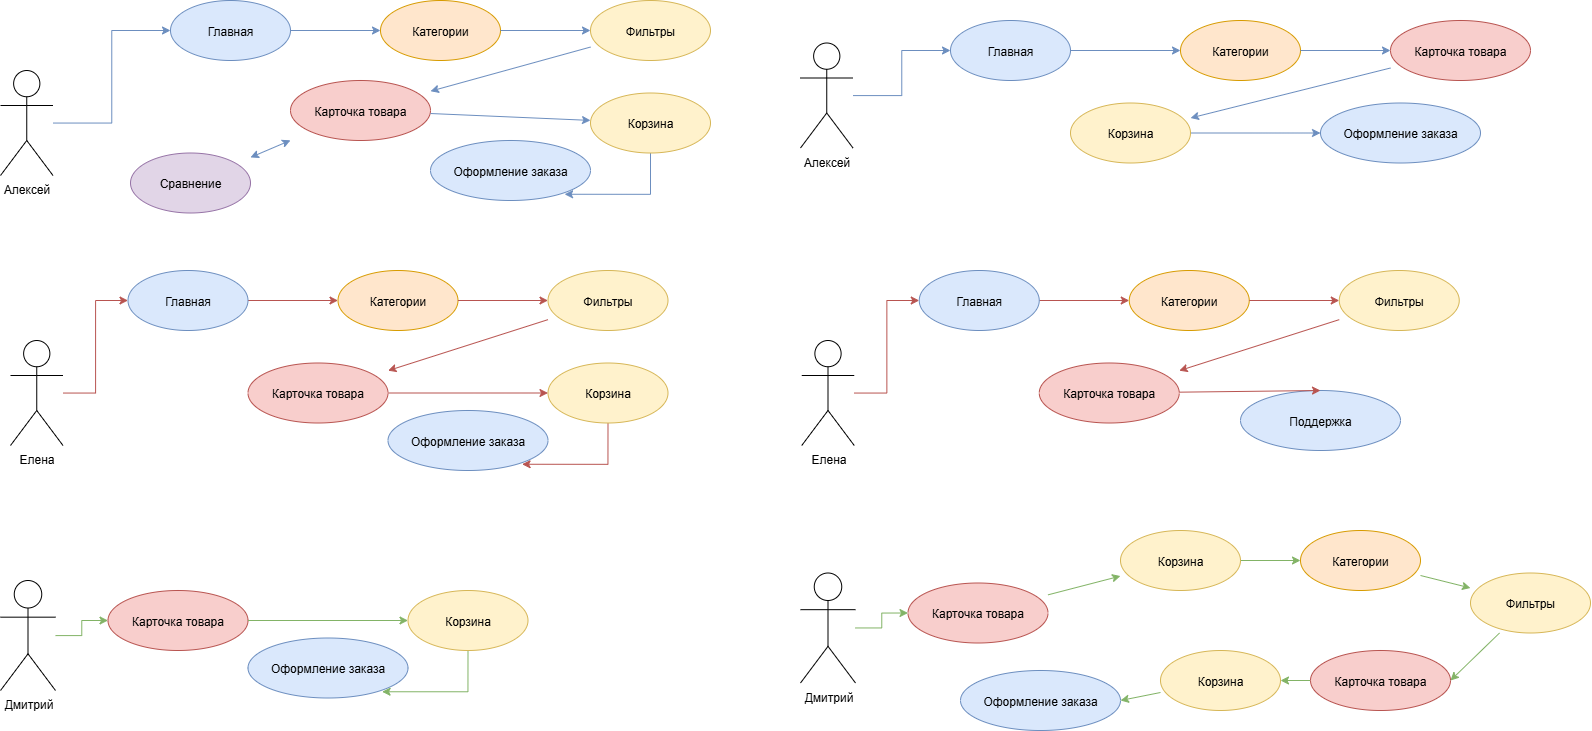 Главная
Категории
Фильтры
Карточка товара
Корзина
Оформление заказа
Сравнение
Алексей
Главная
Категории
Карточка товара
Корзина
Оформление заказа
Алексей
Главная
Категории
Фильтры
Карточка товара
Корзина
Оформление заказа
Елена
Главная
Категории
Фильтры
Карточка товара
Поддержка
Елена
Карточка товара
Корзина
Оформление заказа
Дмитрий
Карточка товара
Корзина
Категории
Фильтры
Карточка товара
Корзина
Оформление заказа
Дмитрий